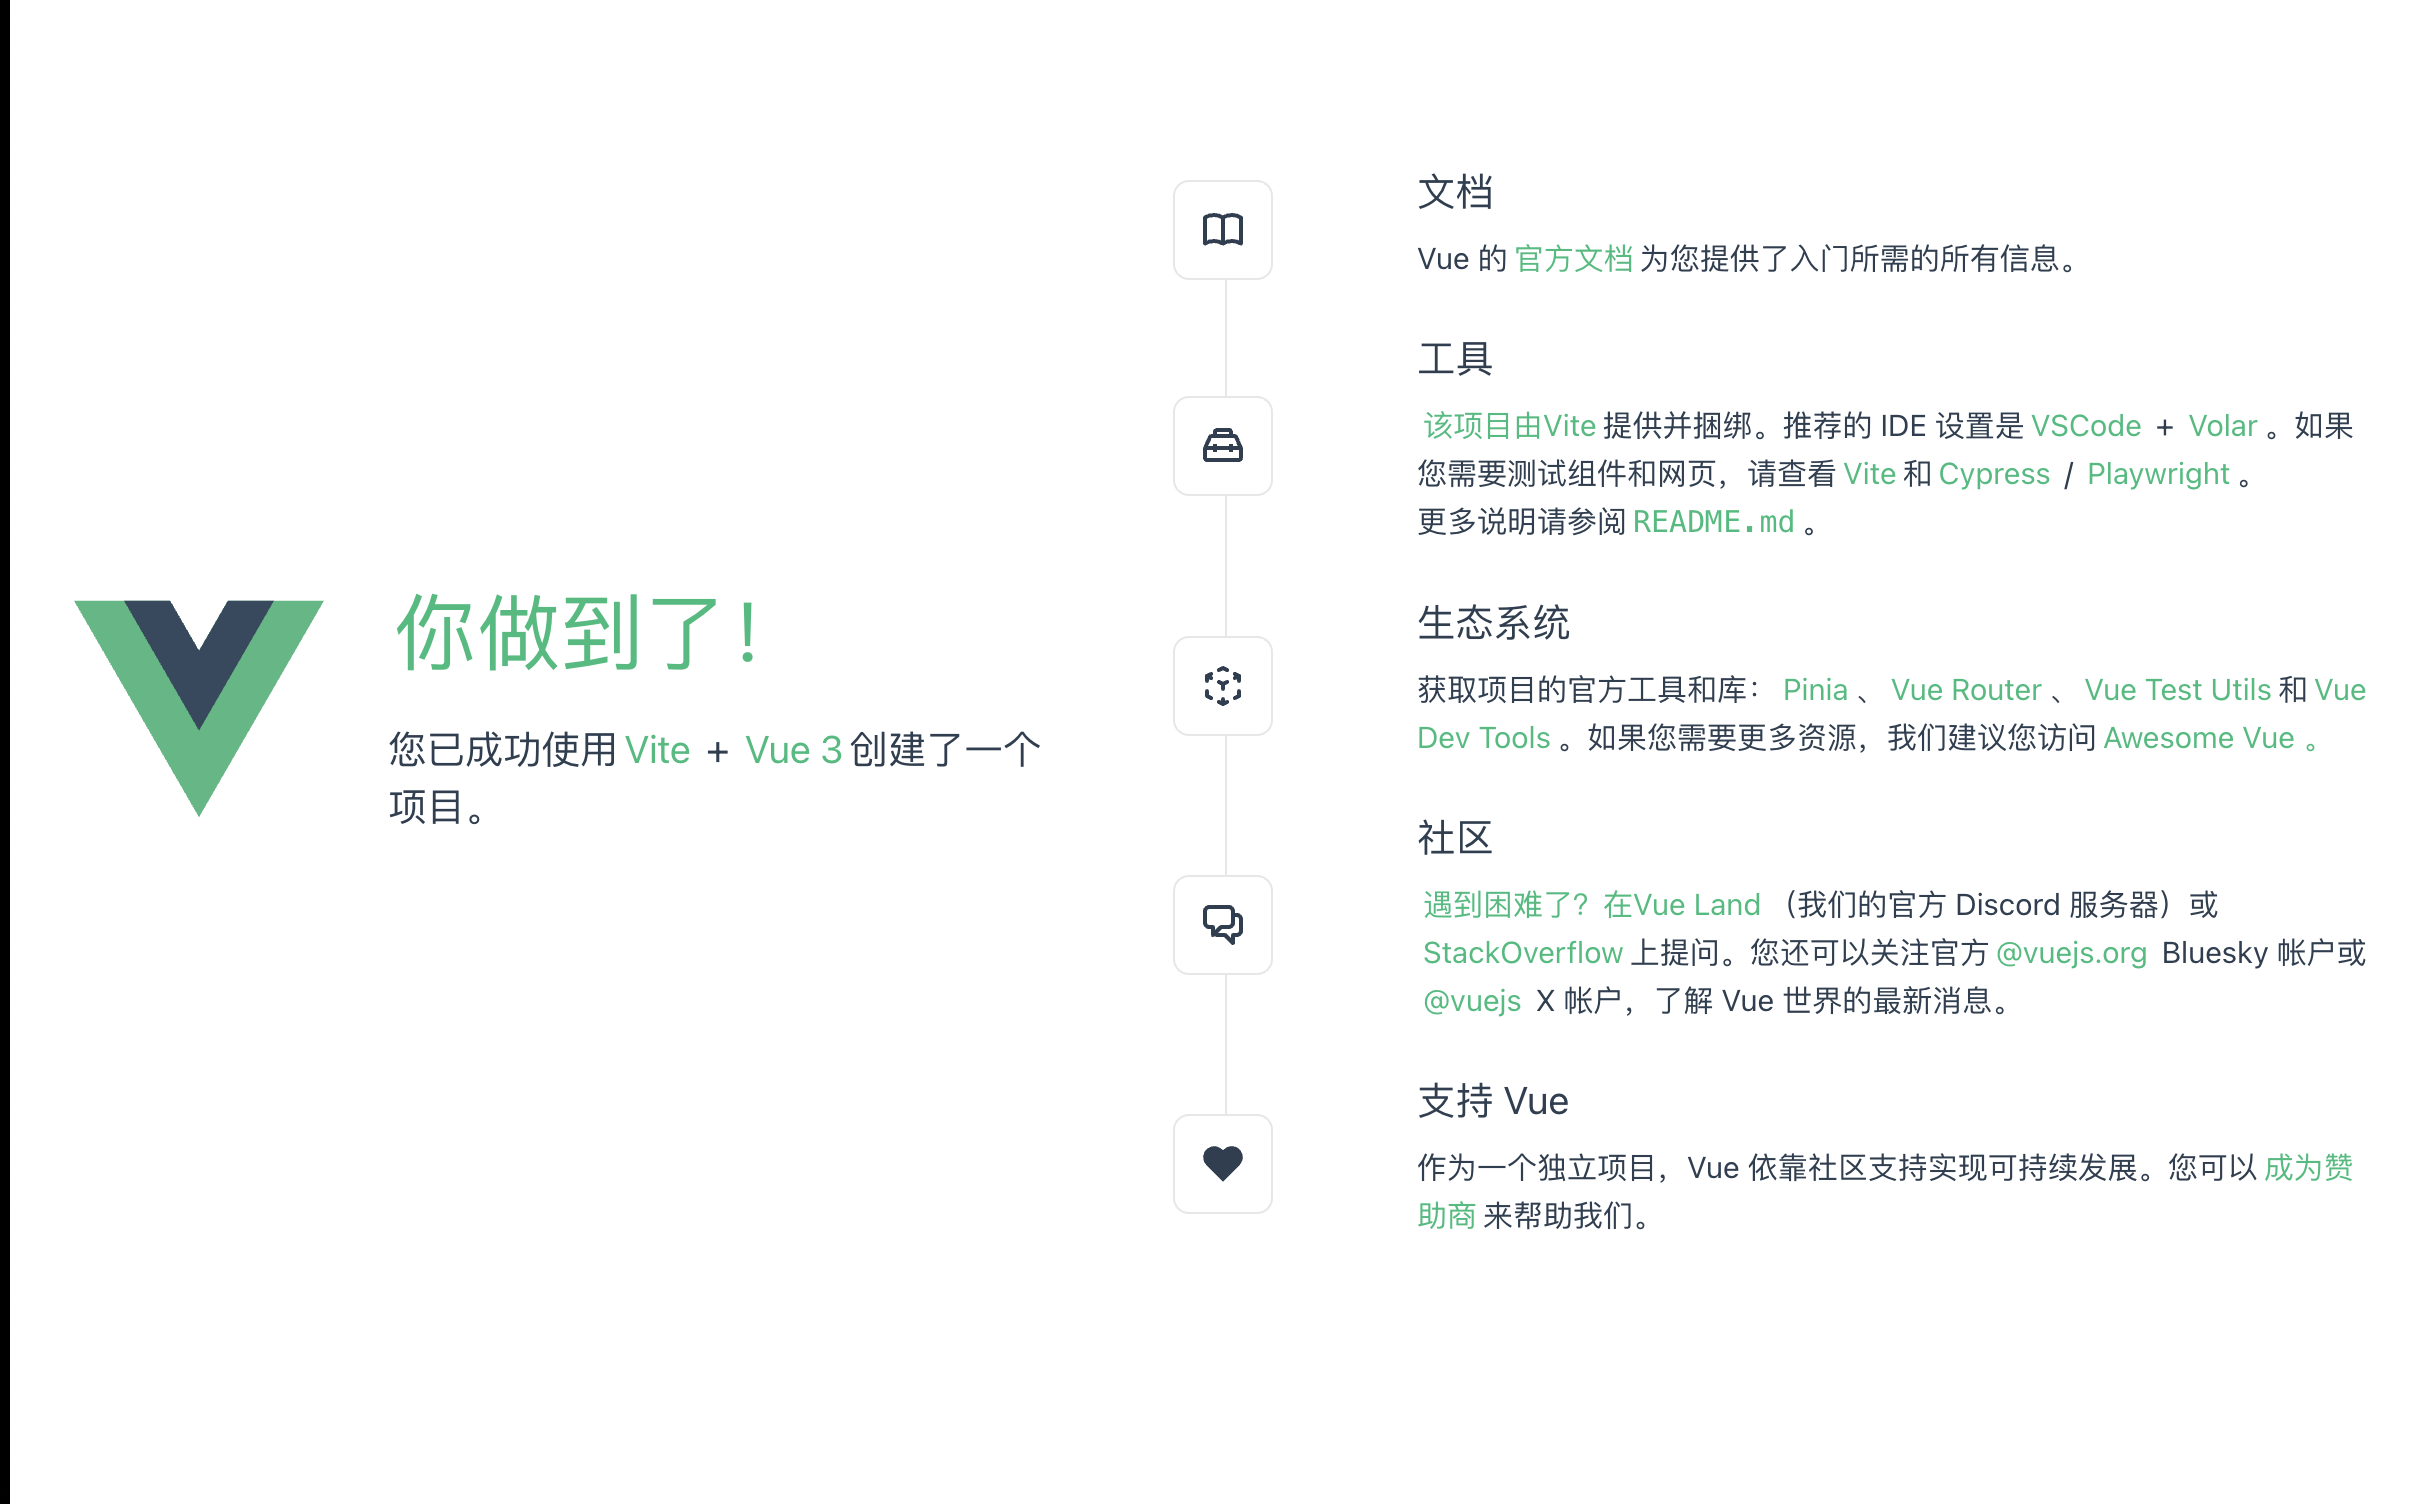 你做到了！
您已成功使用 Vite + Vue 3 创建了一个
项目。
文档
Vue 的 官方文档 为您提供了入门所需的所有信息。
工具
该项目由Vite 提供并捆绑。推荐的 IDE 设置是 VSCode + Volar 。如果
您需要测试组件和网页，请查看 Vite 和 Cypress / Playwright 。
更多说明请参阅 README.md 。
生态系统
获取项目的官方工具和库： Pinia 、 Vue Router 、 Vue Test Utils 和 Vue
Dev Tools 。如果您需要更多资源，我们建议您访问 Awesome Vue 。
社区
遇到困难了？在Vue Land （我们的官方 Discord 服务器）或
StackOverflow 上提问。您还可以关注官方 @vuejs.org Bluesky 帐户或
@vuejs X 帐户，了解 Vue 世界的最新消息。
支持 Vue
作为一个独立项目，Vue 依靠社区支持实现可持续发展。您可以 成为赞
助商 来帮助我们。